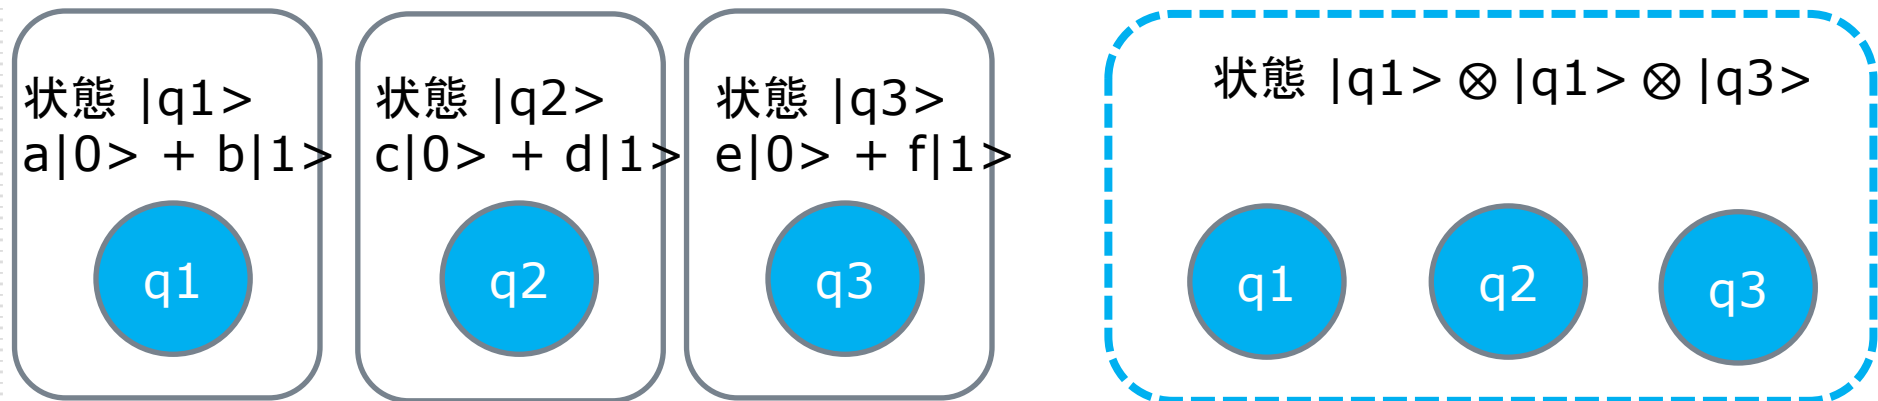 状態 |q1>
a|0> + b|1>
q1
状態 |q2>
c|0> + d|1>
q2
状態 |q3>
e|0> + f|1>
q3
状態 |q1> ⊗ |q1> ⊗ |q3>
q1
q2
q3